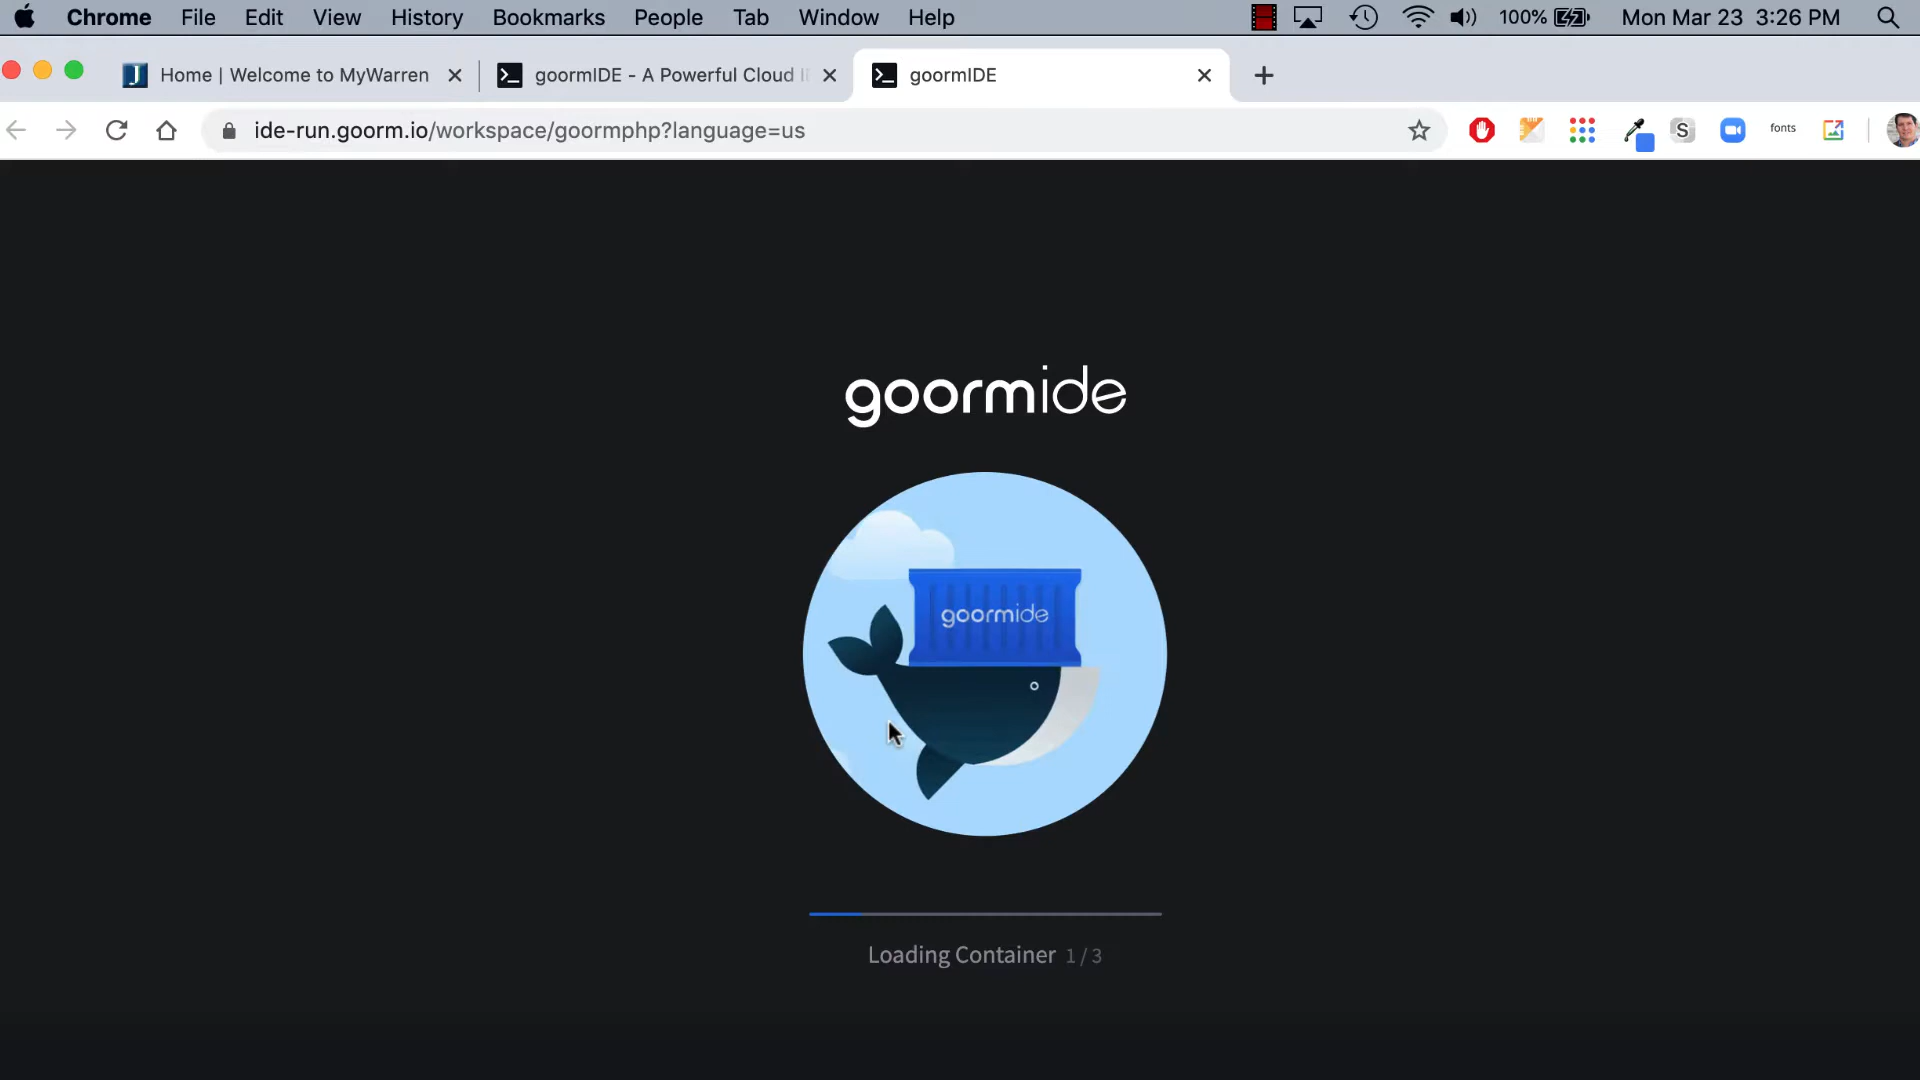 Chrome File Edit View History Bookmarks People Tab Window Help 100% Mon Mar 23 3:26 PM
Home | Welcome to MyWarren goormIDE - A Powerful Cloud goormIDE
ide-run.goorm.io/workspace/goormphp?language=us fonts
goormide
goormide
Loading Container 1 / 3